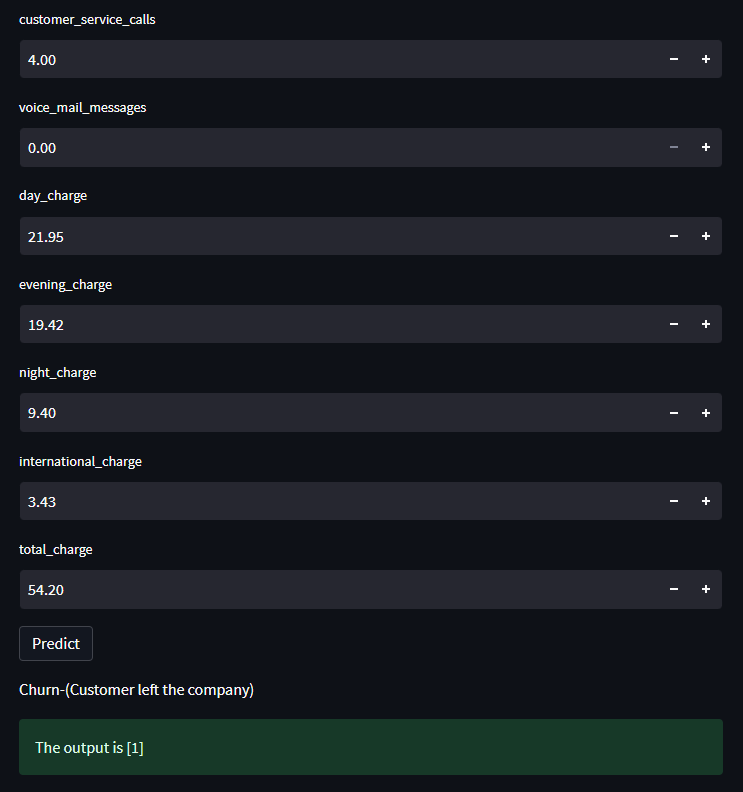 customer_service_calls
4.00
voice_mail_messages
0.00
day_charge
21.95
evening_charge
19.42
night_charge
9.40
international_charge
3.43
total_charge
54.20
Predict
Churn-(Customer left the company)
The output is [1]